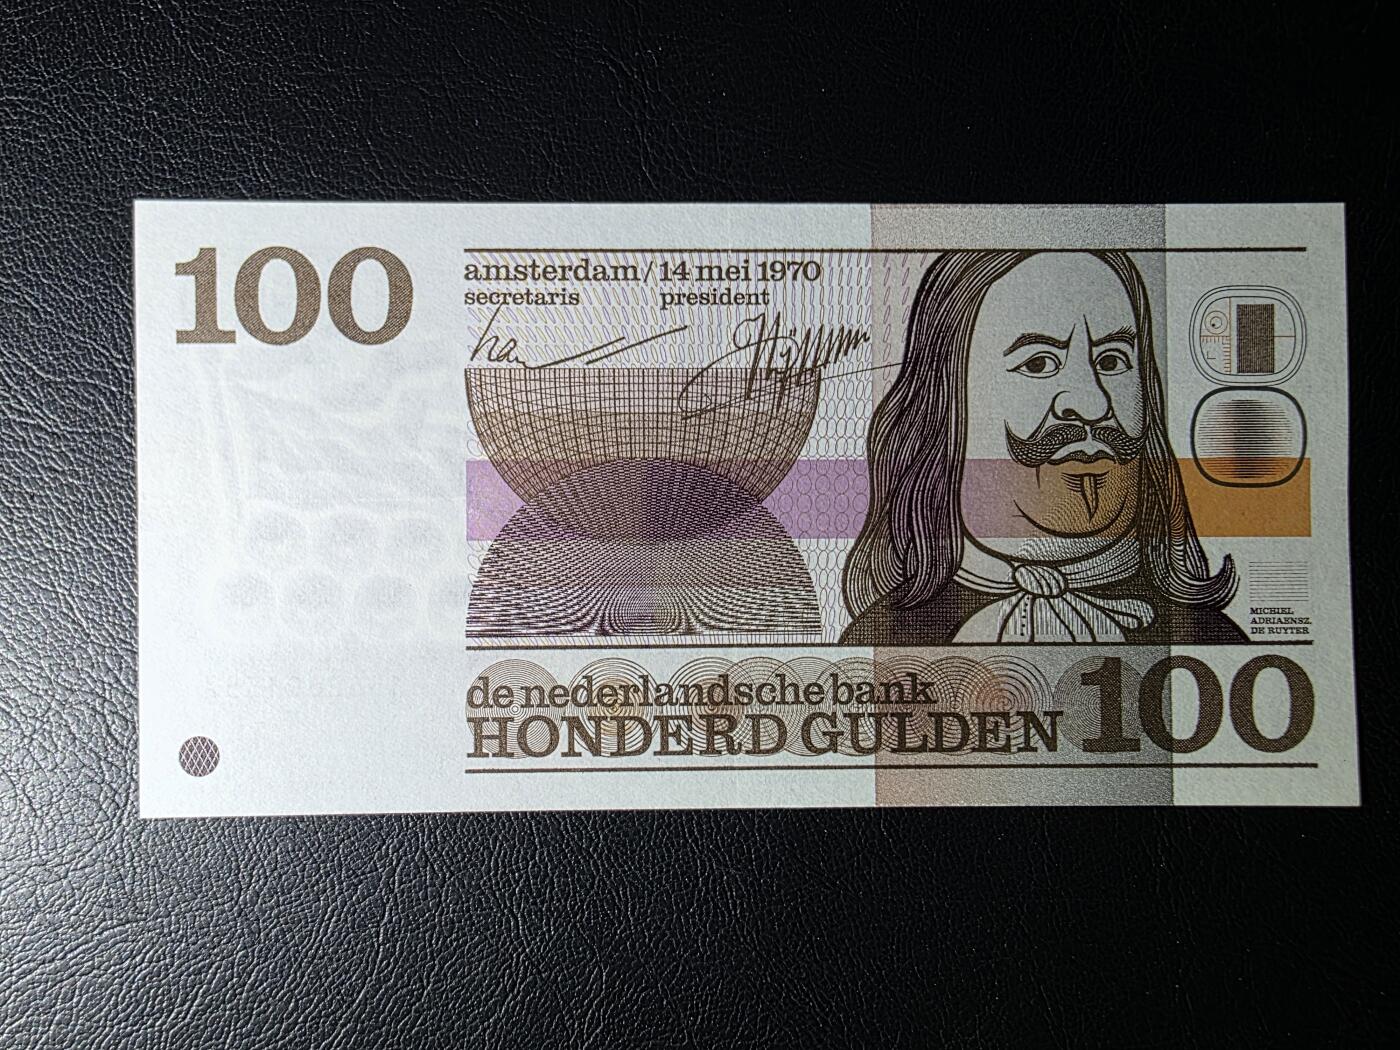 100
amsterdam/14 mei 1970
secretaris president
MICHIEL
ADRIAENSZ.
DE RUYTER
de nederlandsche bank
HONDERD GULDEN 100